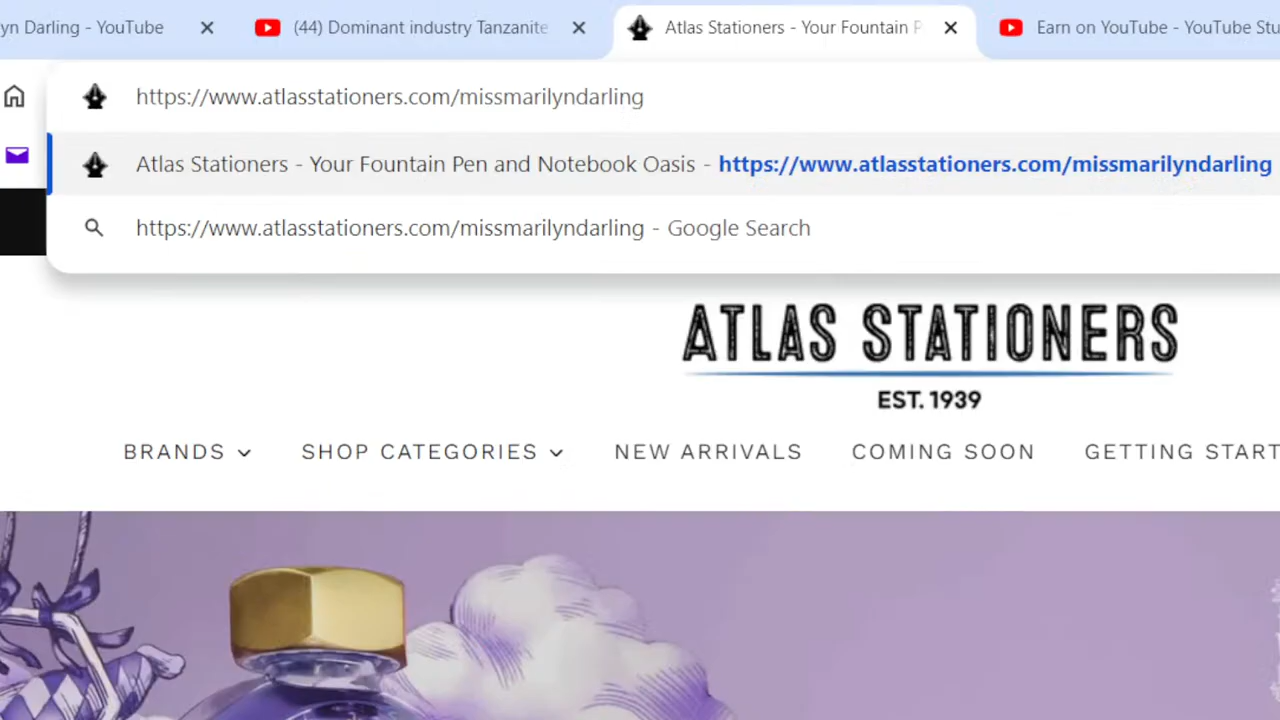 yn Darling - YouTube
(44) Dominant industry Tanzanite
Atlas Stationers - Your Fountain P
Earn on YouTube - YouTube Stu
https://www.atlasstationers.com/missmarilyndarling
Atlas Stationers - Your Fountain Pen and Notebook Oasis - https://www.atlasstationers.com/missmarilyndarling
https://www.atlasstationers.com/missmarilyndarling - Google Search
ATLAS STATIONERS
EST. 1939
BRANDS
SHOP CATEGORIES
NEW ARRIVALS
COMING SOON
GETTING START